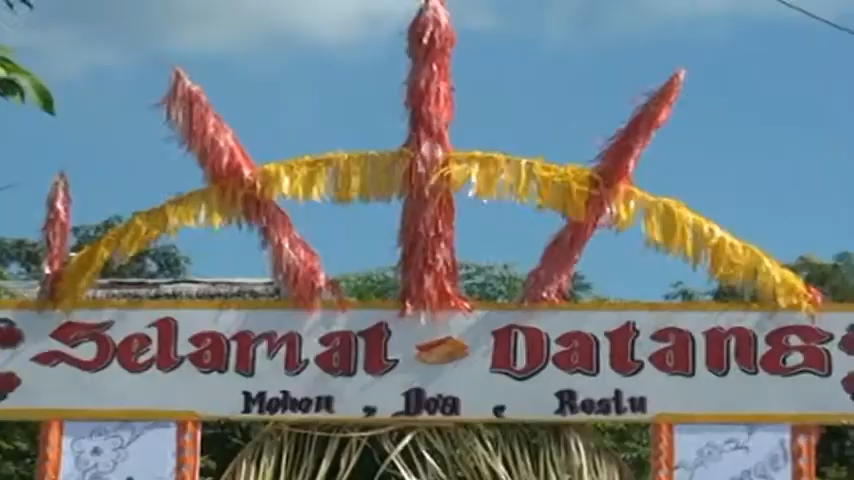 Selamat - Datang
Mohon , Do'a , Restu